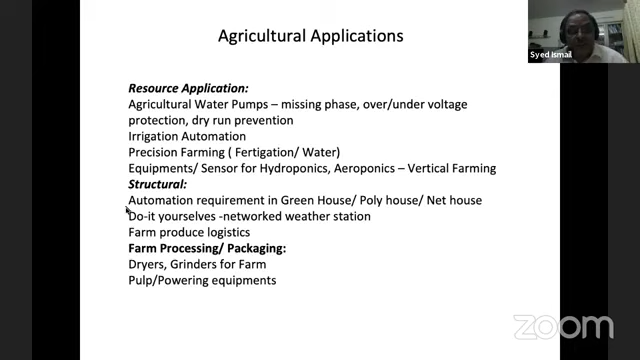 Agricultural Applications
Syed Ismail
Resource Application:
Agricultural Water Pumps – missing phase, over/under voltage
protection, dry run prevention
Irrigation Automation
Precision Farming ( Fertigation/ Water)
Equipments/ Sensor for Hydroponics, Aeroponics – Vertical Farming
Structural:
Automation requirement in Green House/ Poly house/ Net house
Do-it yourselves -networked weather station
Farm produce logistics
Farm Processing/ Packaging:
Dryers, Grinders for Farm
Pulp/Powering equipments
zoom